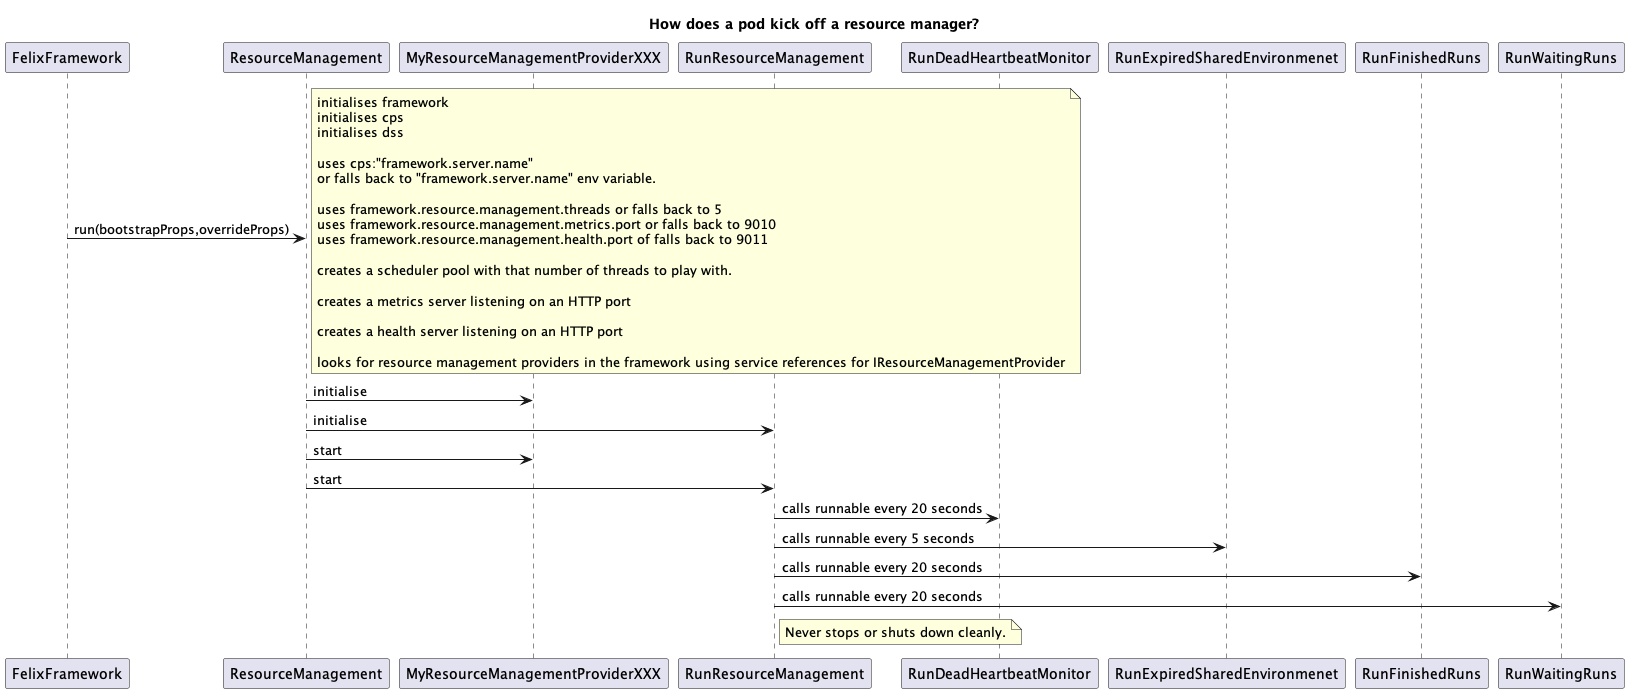 How does a pod kick off a resource manager?
FelixFramework
ResourceManagement
MyResourceManagementProviderXXX
RunResourceManagement
RunDeadHeartbeatMonitor
RunExpiredSharedEnvironmenet
RunFinishedRuns
RunWaitingRuns
initialises framework
initialises cps
initialises dss
uses cps:"framework.server.name"
or falls back to "framework.server.name" env variable.
uses framework.resource.management.threads or falls back to 5
uses framework.resource.management.metrics.port or falls back to 9010
uses framework.resource.management.health.port of falls back to 9011
creates a scheduler pool with that number of threads to play with.
creates a metrics server listening on an HTTP port
creates a health server listening on an HTTP port
looks for resource management providers in the framework using service references for IResourceManagementProvider
run(bootstrapProps,overrideProps)
initialise
initialise
start
start
calls runnable every 20 seconds
calls runnable every 5 seconds
calls runnable every 20 seconds
calls runnable every 20 seconds
Never stops or shuts down cleanly.
FelixFramework
ResourceManagement
MyResourceManagementProviderXXX
RunResourceManagement
RunDeadHeartbeatMonitor
RunExpiredSharedEnvironmenet
RunFinishedRuns
RunWaitingRuns